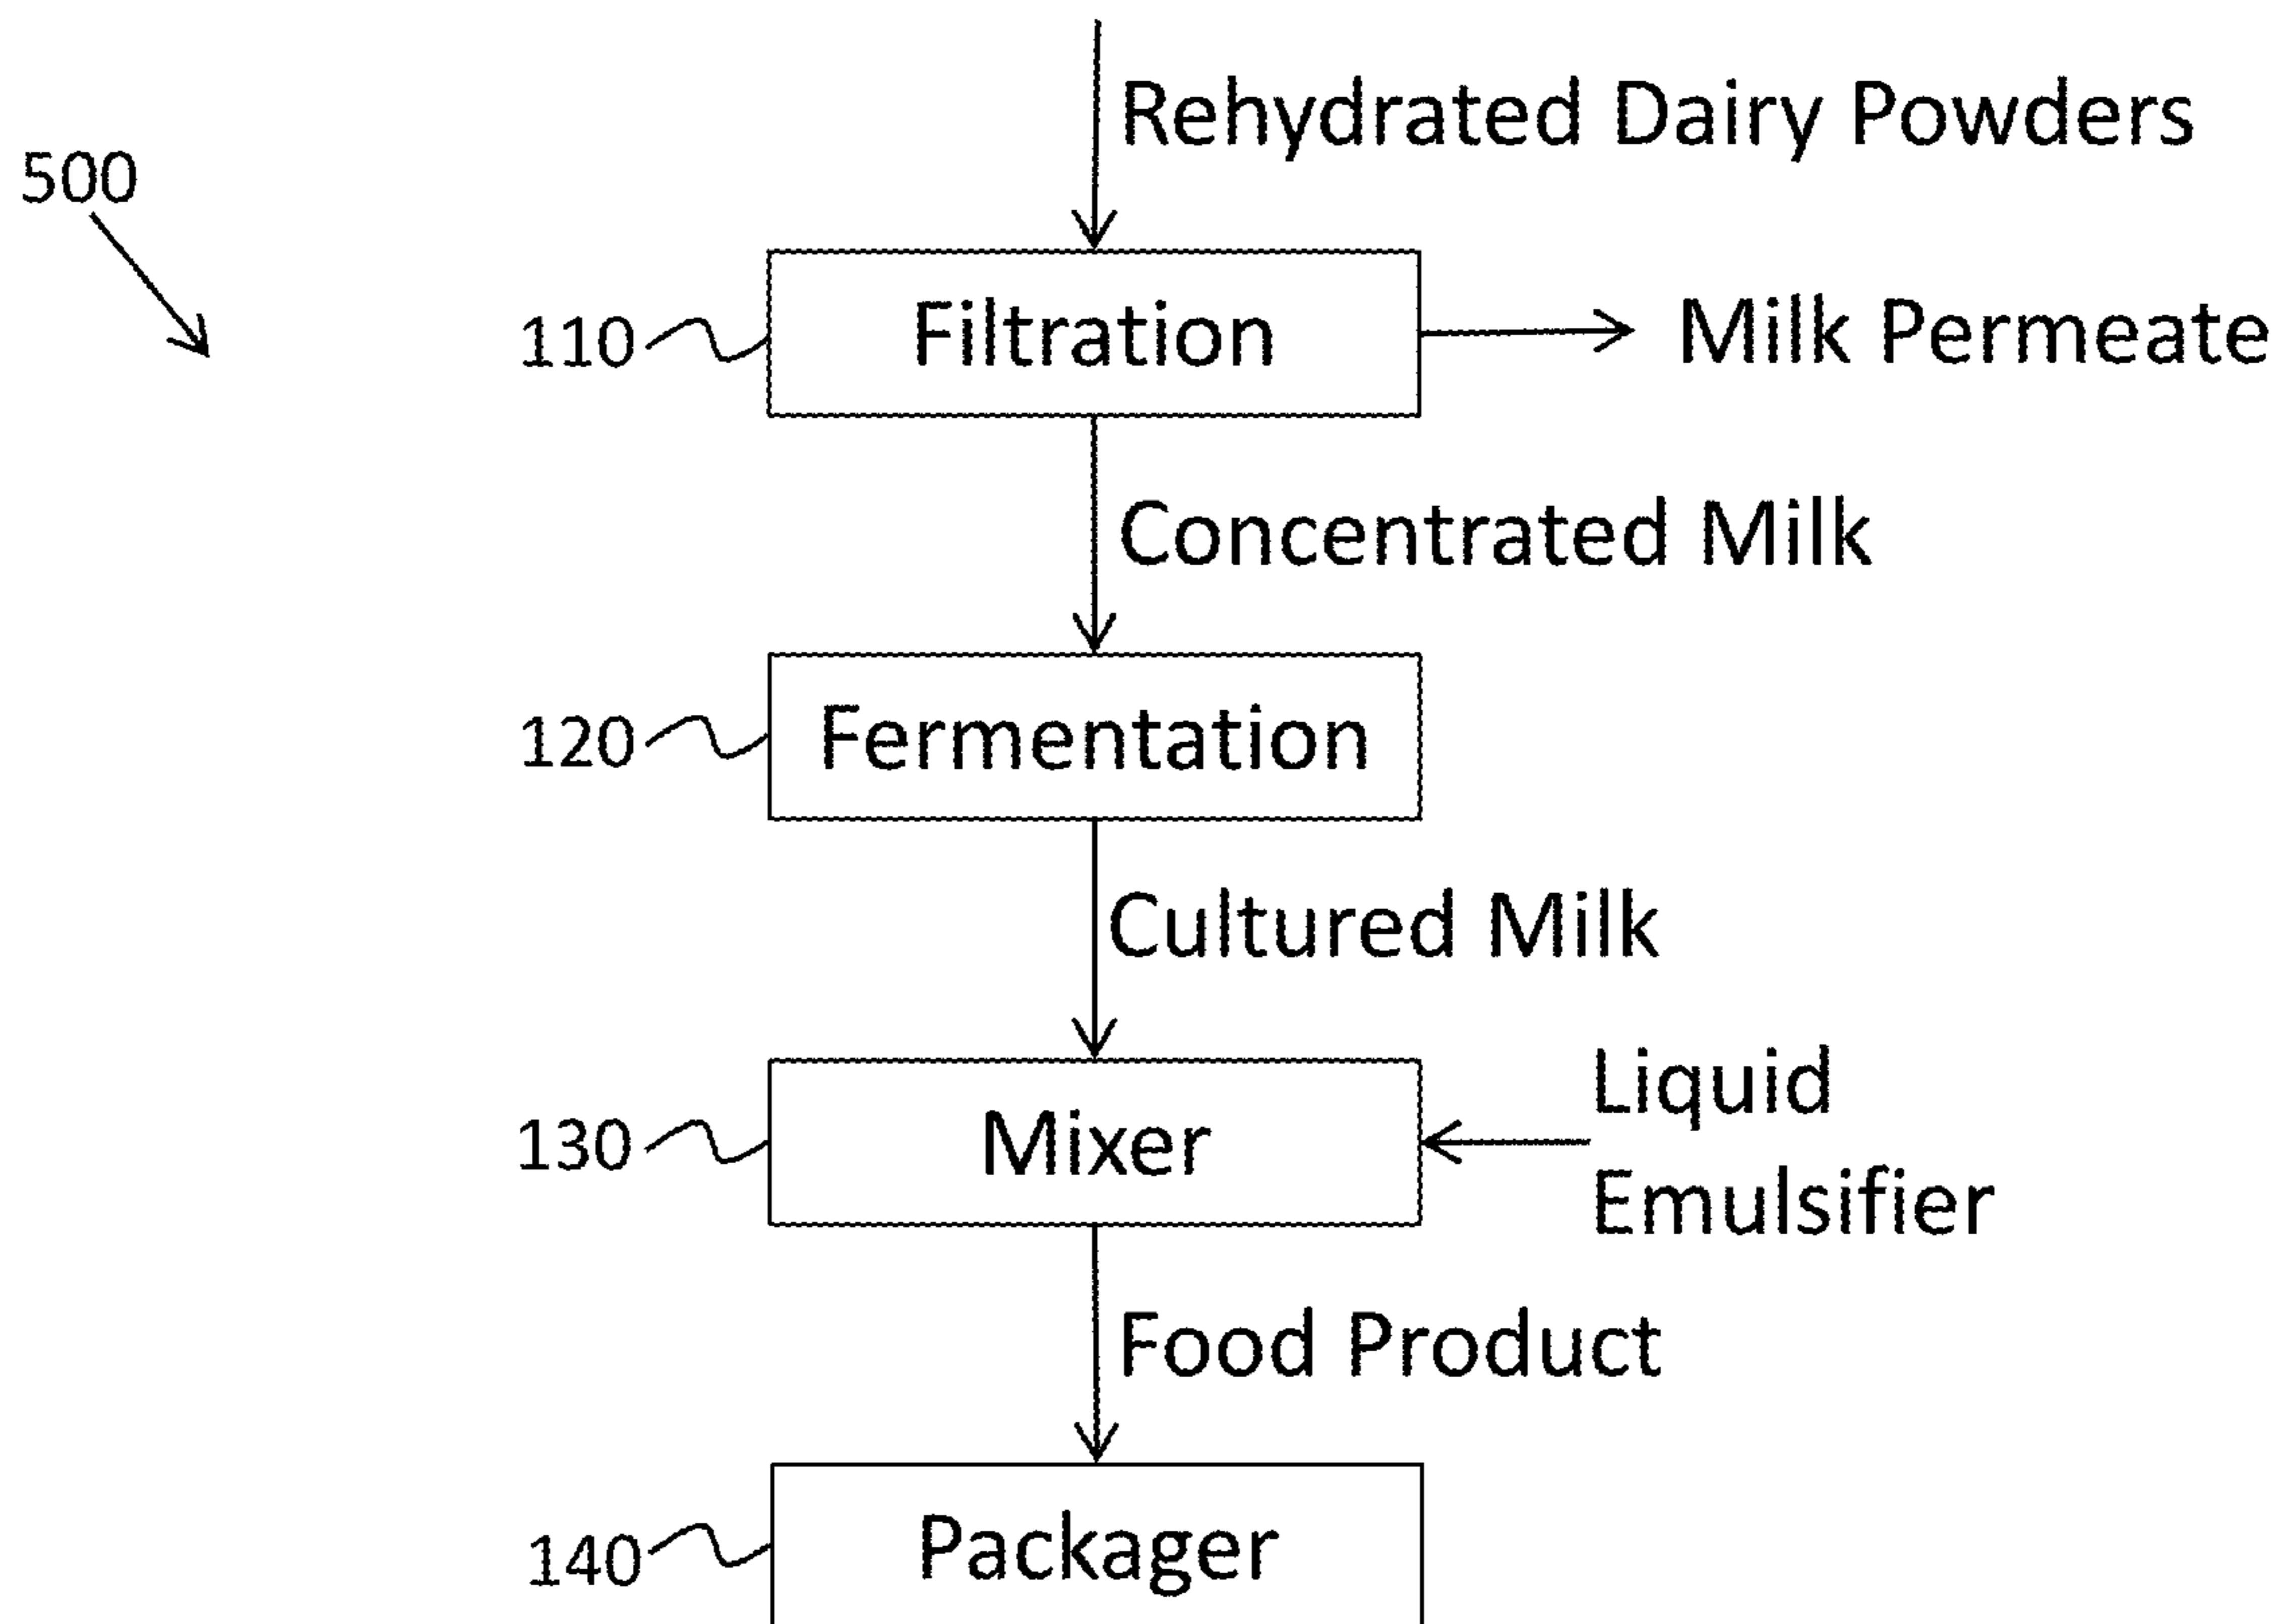 Rehydrated Dairy Powders
500
110
Filtration
Milk Permeate
Concentrated Milk
120
Fermentation
Cultured Milk
130
Mixer
Liquid
Emulsifier
Food Product
140
Packager